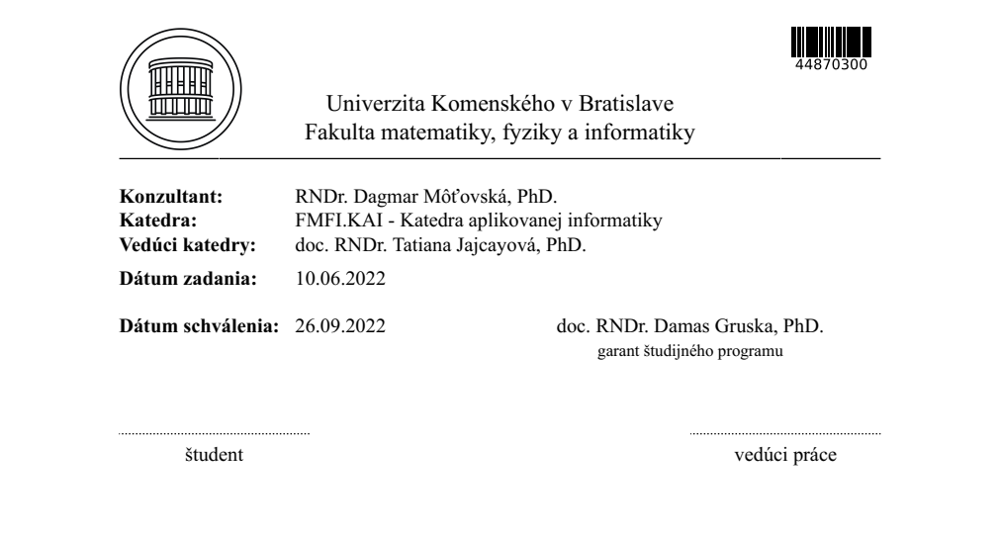 44870300
Univerzita Komenského v Bratislave
Fakulta matematiky, fyziky a informatiky
Konzultant: RNDr. Dagmar Môťovská, PhD.
Katedra: FMFI.KAI - Katedra aplikovanej informatiky
Vedúci katedry: doc. RNDr. Tatiana Jajcayová, PhD.
Dátum zadania: 10.06.2022
Dátum schválenia: 26.09.2022 doc. RNDr. Damas Gruska, PhD.
garant študijného programu
študent vedúci práce